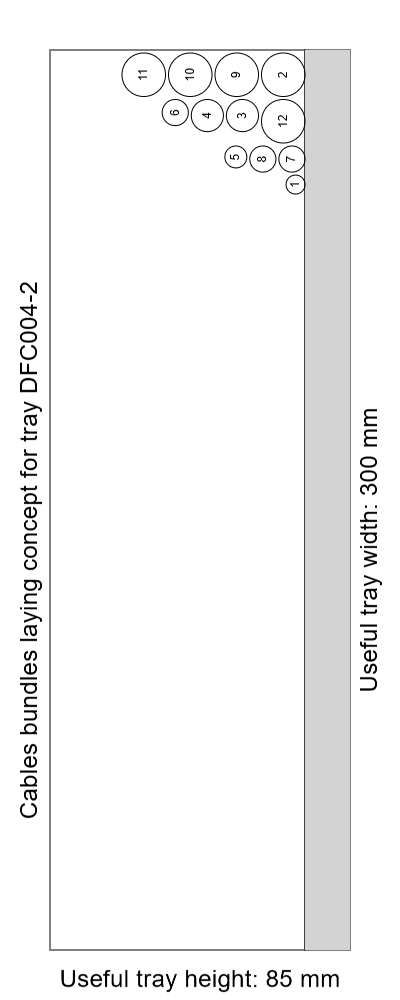 Cables bundles laying concept for tray DFC004-2
11 10 9 2
6 4 3 12
5 8 7
1
Useful tray width: 300 mm
Useful tray height: 85 mm